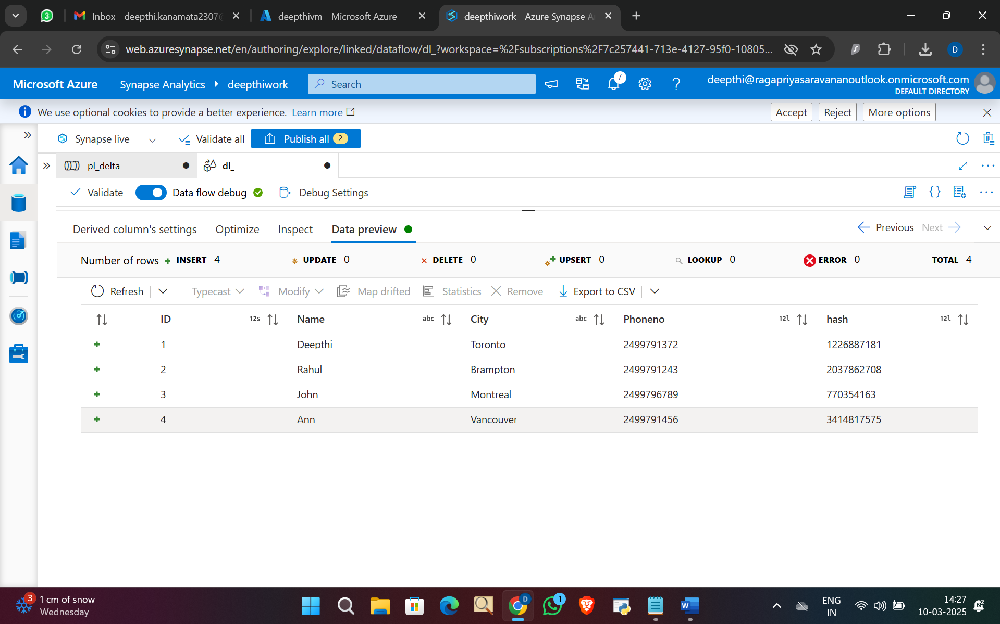 3
Inbox - deepthi.kanamata2307@
deepthivm - Microsoft Azure
deepthiwork - Azure Synapse A
web.azuresynapse.net/en/authoring/explore/linked/dataflow/dl_?workspace=%2Fsubscriptions%2F7c257441-713e-4127-95f0-10805...
D
Microsoft Azure
Synapse Analytics
deepthiwork
Search
7
deepthi@ragapriyasaravananoutlook.onmicrosoft.com
DEFAULT DIRECTORY
We use optional cookies to provide a better experience. Learn more
Accept
Reject
More options
Synapse live
Validate all
Publish all 2
pl_delta
dl_
Validate
Data flow debug
Debug Settings
Derived column's settings
Optimize
Inspect
Data preview
Previous
Next
Number of rows
INSERT 4
UPDATE 0
DELETE 0
UPSERT 0
LOOKUP 0
ERROR 0
TOTAL 4
Refresh
Typecast
Modify
Map drifted
Statistics
Remove
Export to CSV
ID 12s Name abc City abc Phoneno 12l hash 12l
1 Deepthi Toronto 2499791372 1226887181
2 Rahul Brampton 2499791243 2037862708
3 John Montreal 2499796789 770354163
4 Ann Vancouver 2499791456 3414817575
3
1 cm of snow
Wednesday
D
1
W
ENG
IN
14:27
10-03-2025